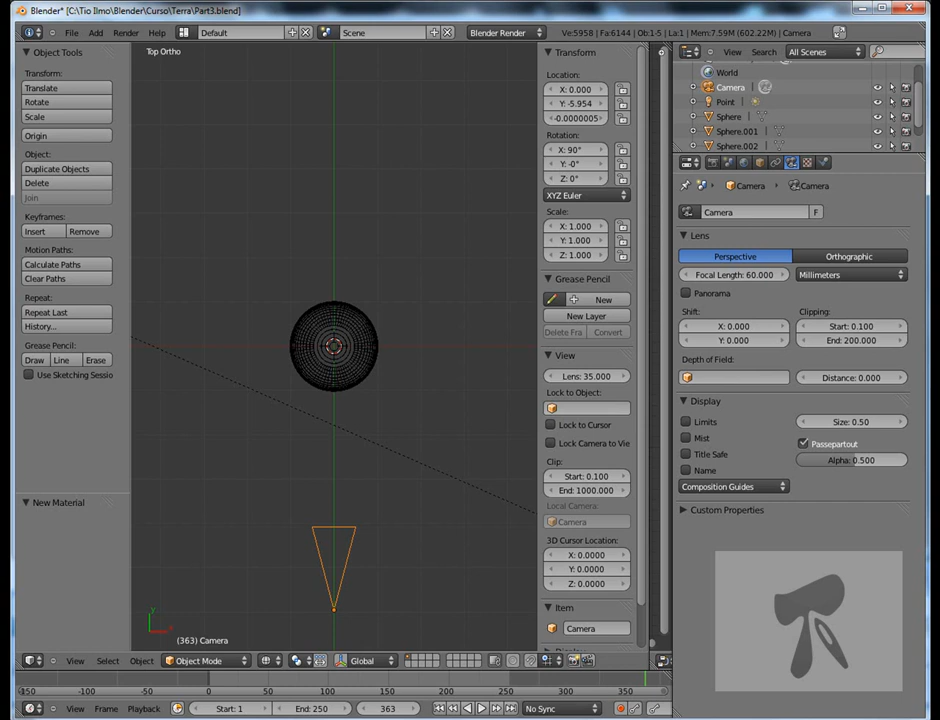 Blender* [C:\Tio Ilmo\Blender\Curso\Terra\Part3.blend]
File Add Render Help Default Scene Blender Render Ve:5958 | Fa:6144 | Ob:1-5 | La:1 | Mem:7.59M (602.22M) | Camera
Object Tools
Transform:
Translate
Rotate
Scale
Origin
Object:
Duplicate Objects
Delete
Join
Keyframes:
Insert Remove
Motion Paths:
Calculate Paths
Clear Paths
Repeat:
Repeat Last
History...
Grease Pencil:
Draw Line Erase
Use Sketching Sessio
New Material
Top Ortho
y
(363) Camera
Transform
Location:
X: 0.000
Y: -5.954
-0.0000005
Rotation:
X: 90°
Y: -0°
Z: 0°
XYZ Euler
Scale:
X: 1.000
Y: 1.000
Z: 1.000
Grease Pencil
New
New Layer
Delete Fra Convert
View
Lens: 35.000
Lock to Object:
Lock to Cursor
Lock Camera to Vie
Clip:
Start: 0.100
End: 1000.000
Local Camera:
Camera
3D Cursor Location:
X: 0.0000
Y: 0.0000
Z: 0.0000
Item
Camera
View Search All Scenes
World
Camera
Point
Sphere
Sphere.001
Sphere.002
Camera Camera
Camera F
Lens
Perspective Orthographic
Focal Length: 60.000 Millimeters
Panorama
Shift: Clipping:
X: 0.000 Start: 0.100
Y: 0.000 End: 200.000
Depth of Field:
Distance: 0.000
Display
Limits Size: 0.50
Mist Passepartout
Title Safe Alpha: 0.500
Name
Composition Guides
Custom Properties
View Select Object Object Mode Global
-150 -100 -50 0 50 100 150 200 250 300 350
View Frame Playback Start: 1 End: 250 363 No Sync